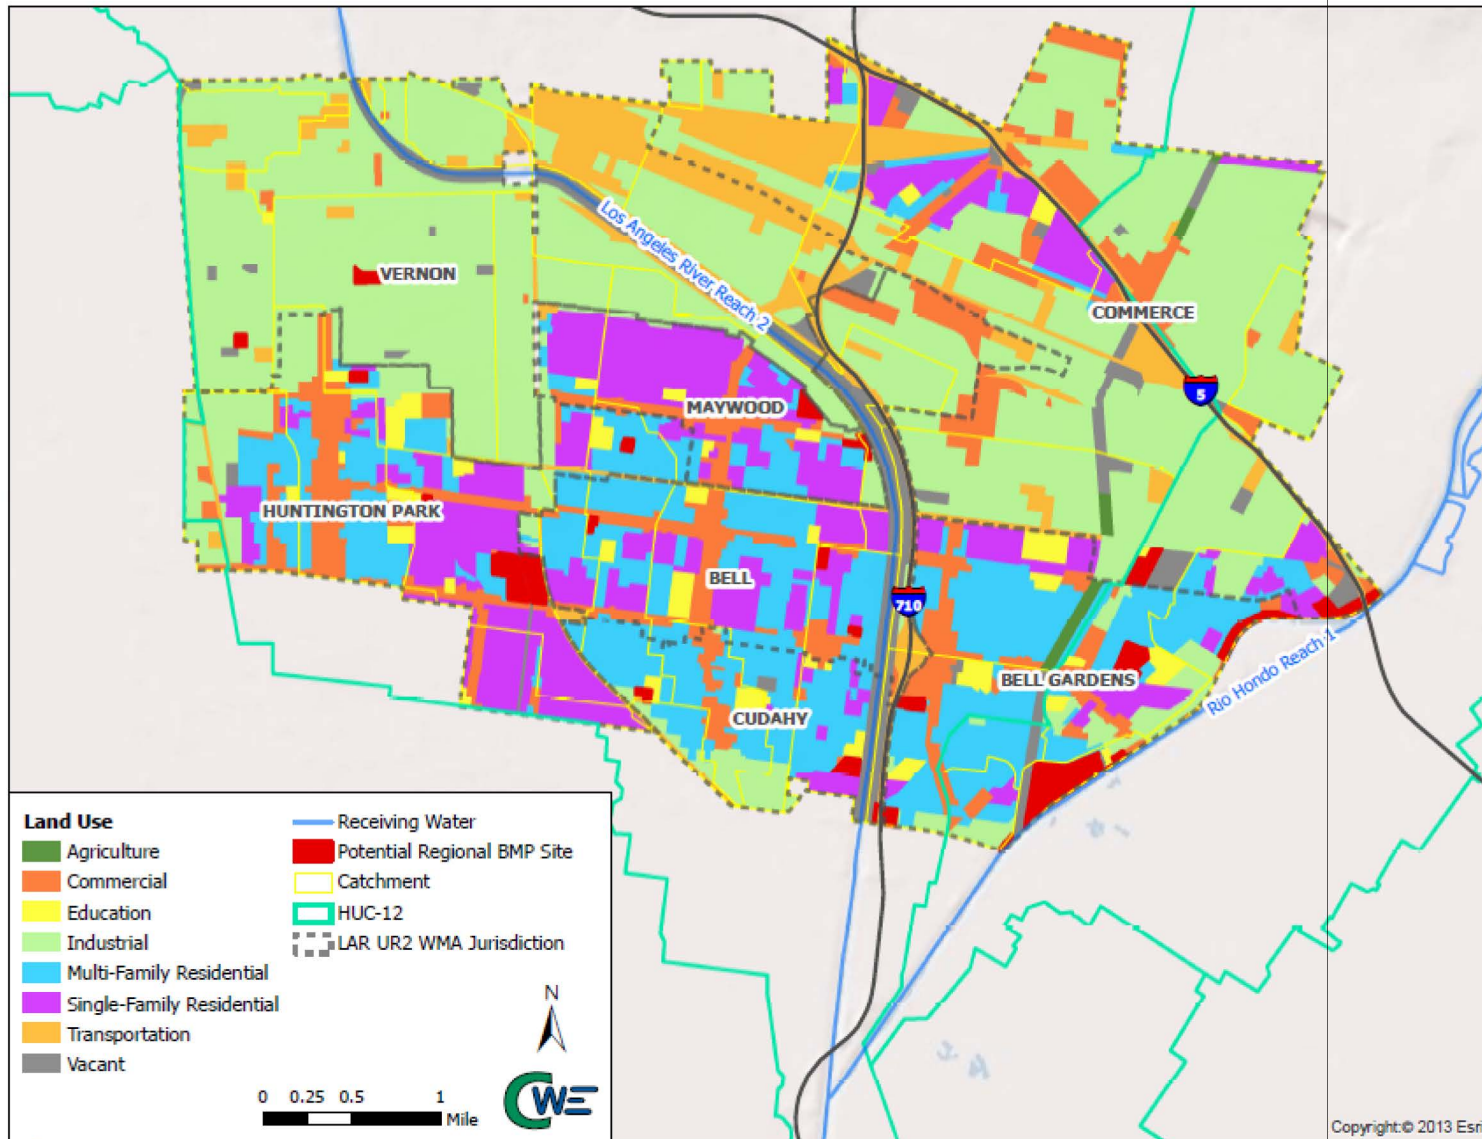 Los Angeles River Reach 2
VERNON
COMMERCE
5
MAYWOOD
HUNTINGTON PARK
BELL
710
BELL GARDENS
Rio Hondo Reach 1
CUDAHY
Land Use
Agriculture
Commercial
Education
Industrial
Multi-Family Residential
Single-Family Residential
Transportation
Vacant
Receiving Water
Potential Regional BMP Site
Catchment
HUC-12
LAR UR2 WMA Jurisdiction
N
0 0.25 0.5 1
Mile
CWE
Copyright:© 2013 Esri